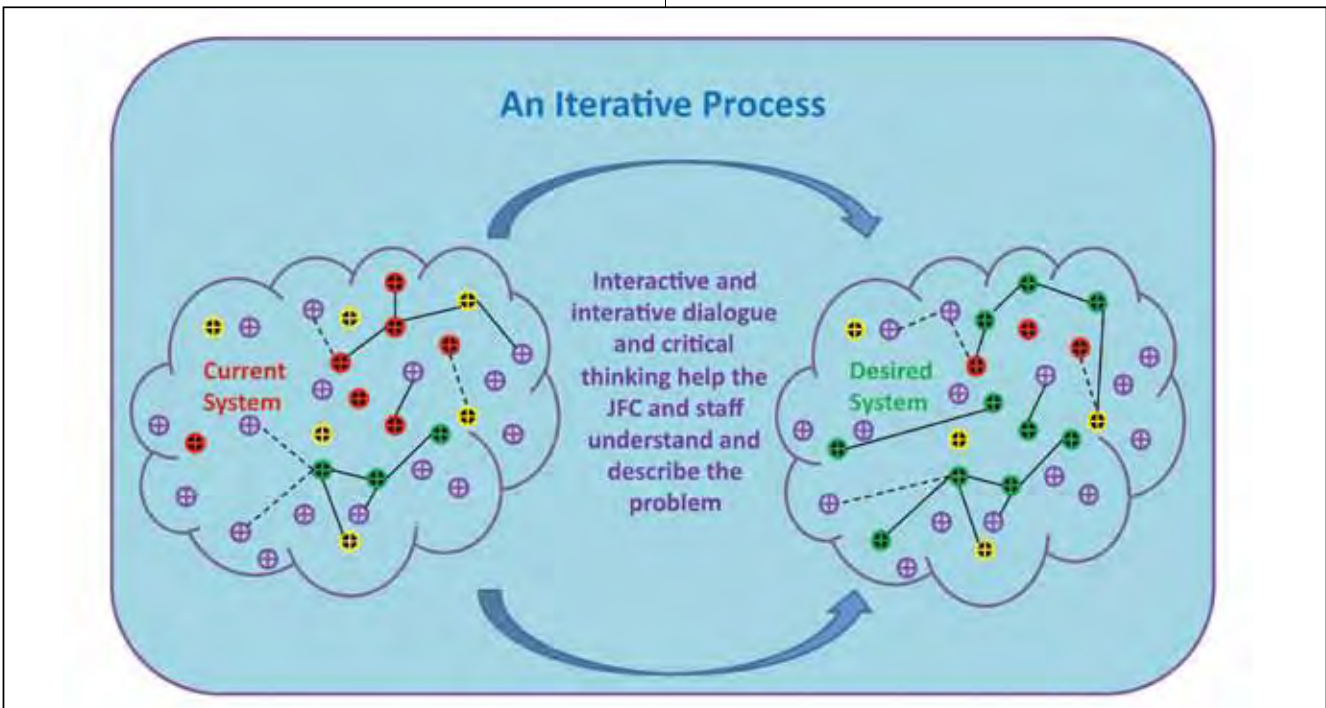 An Iterative Process
Interactive and
interative dialogue
and critical
thinking help the
JFC and staff
understand and
describe the
problem
Current
System
Desired
System